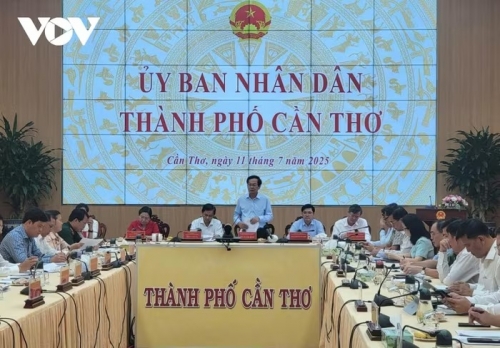 VOV
ỦY BAN NHÂN DÂN
THÀNH PHỐ CẦN THƠ
Cần Thơ, ngày 11 tháng 7 năm 2025
THÀNH PHỐ CẦN THƠ